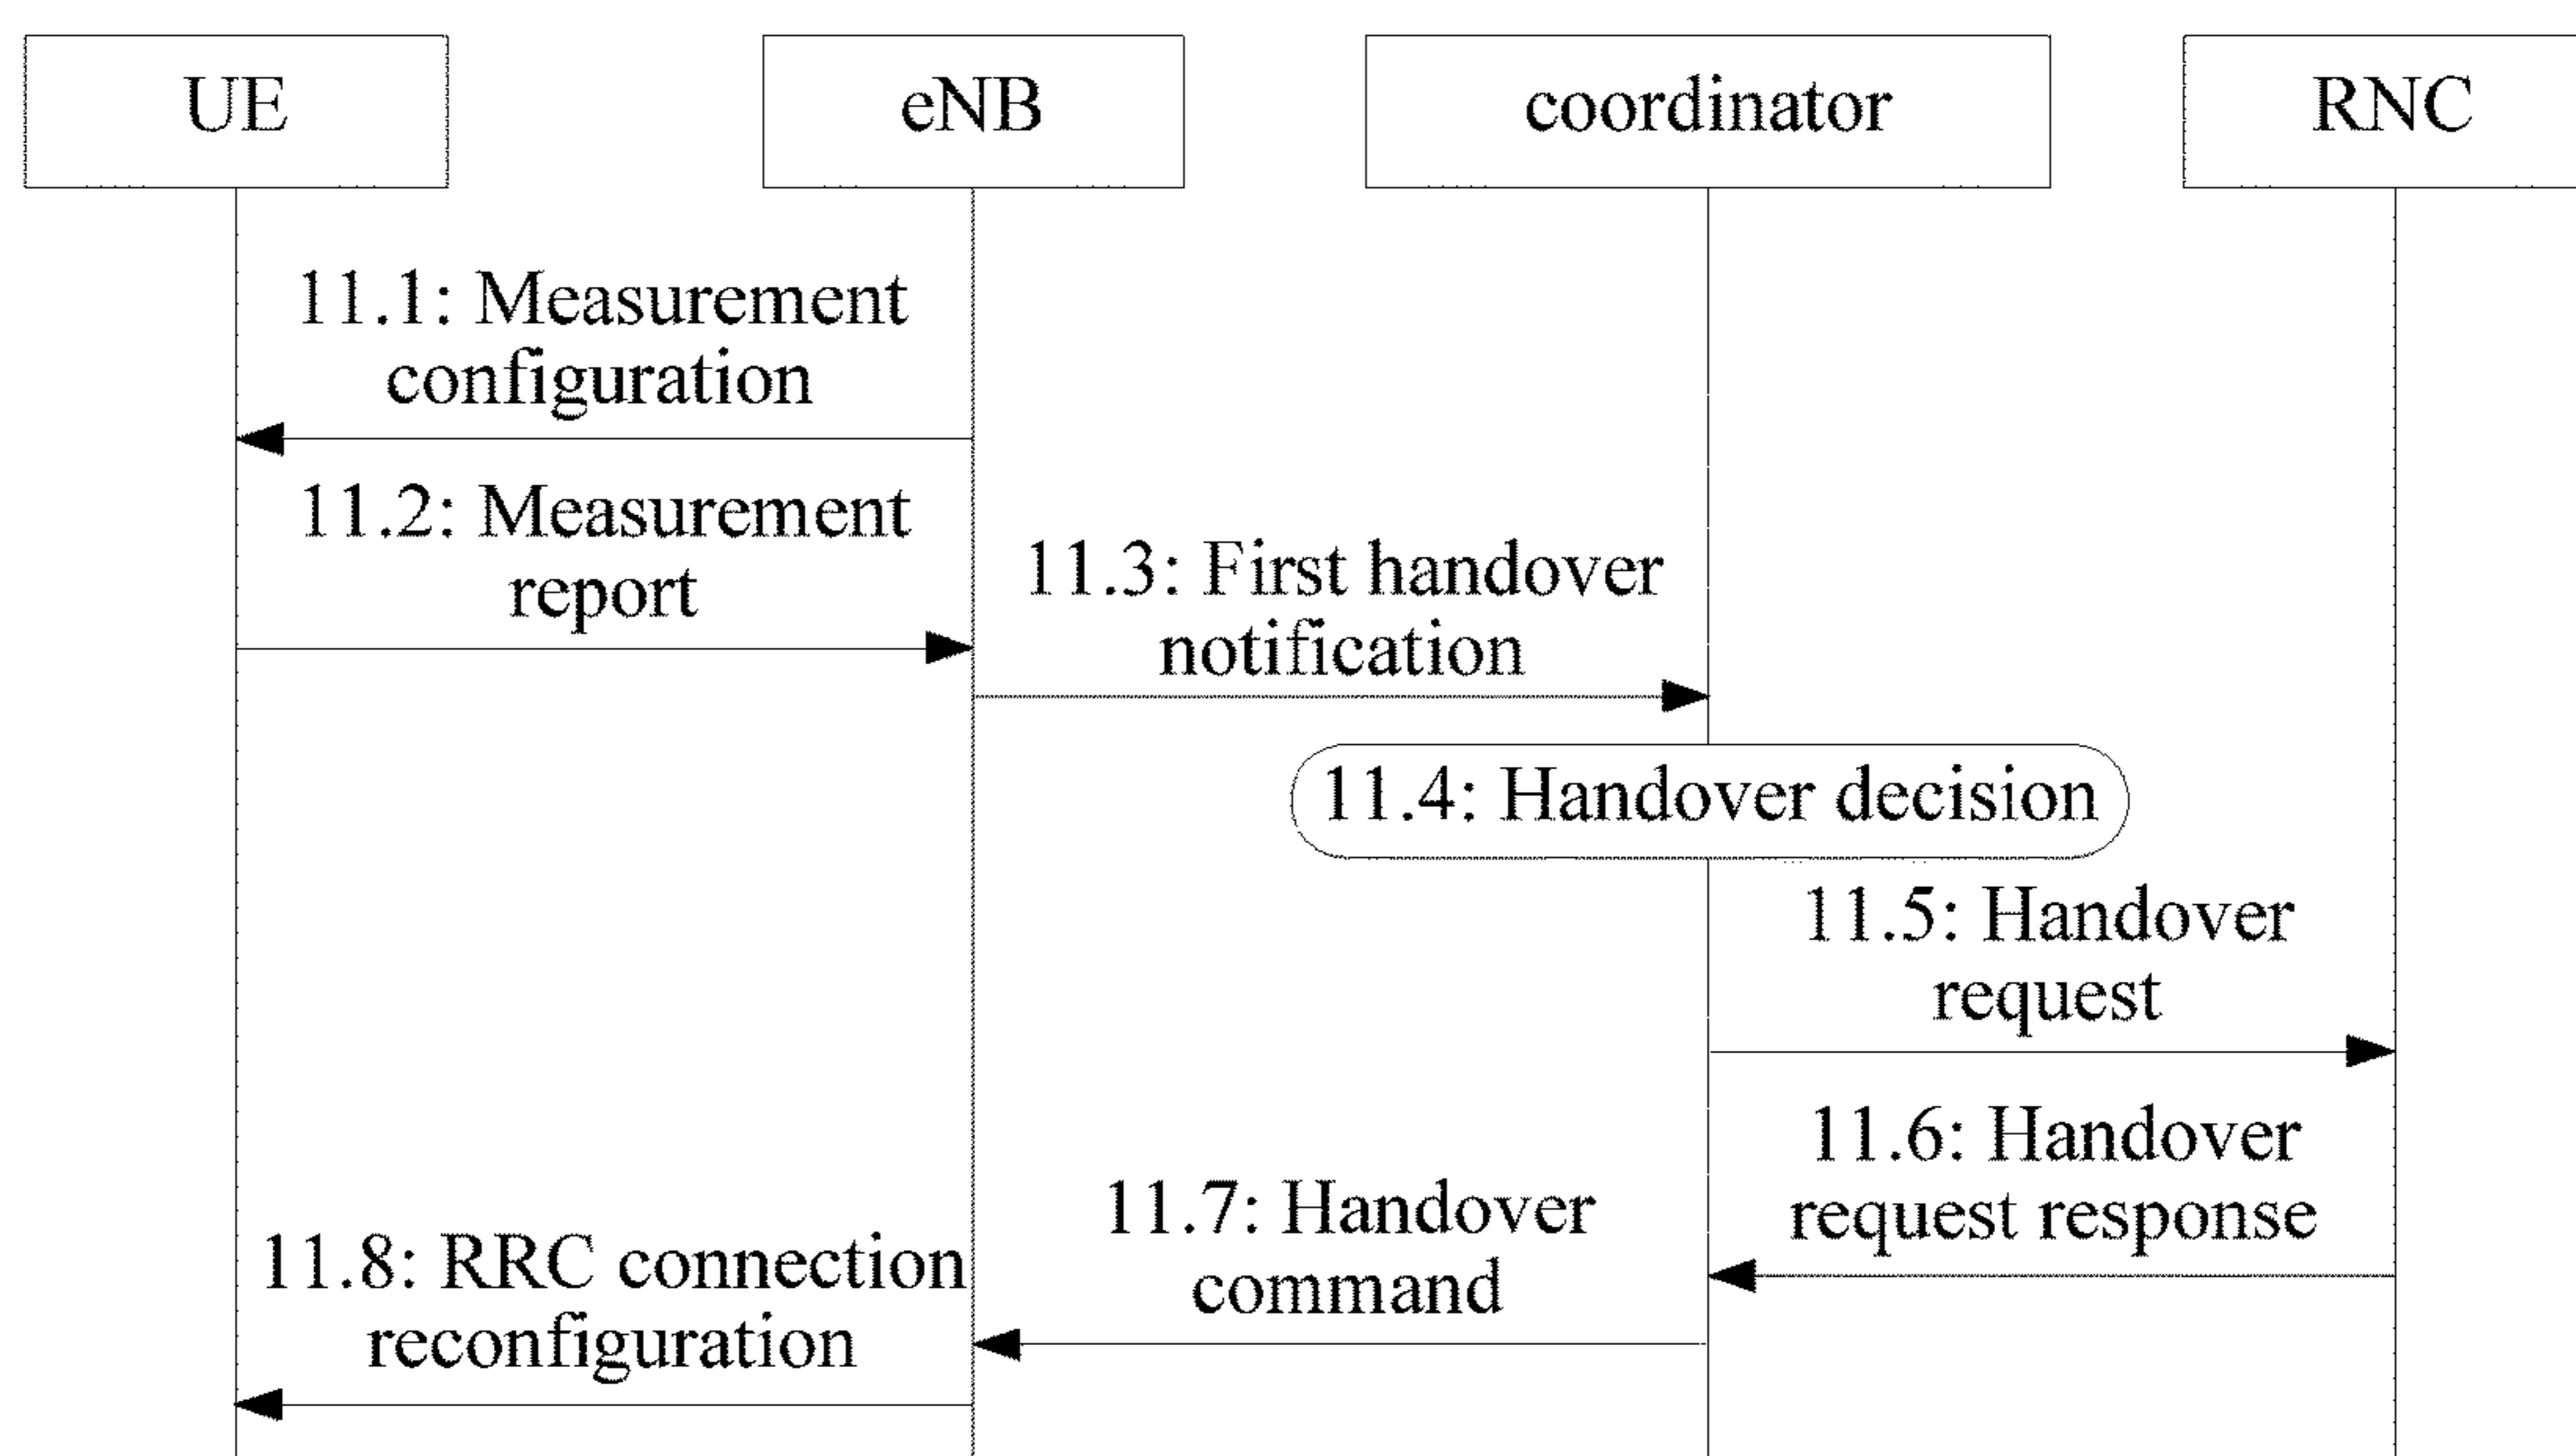 UE
eNB
coordinator
RNC
11.1: Measurement
configuration
11.2: Measurement
report
11.3: First handover
notification
11.4: Handover decision
11.5: Handover
request
11.6: Handover
request response
11.7: Handover
command
11.8: RRC connection
reconfiguration